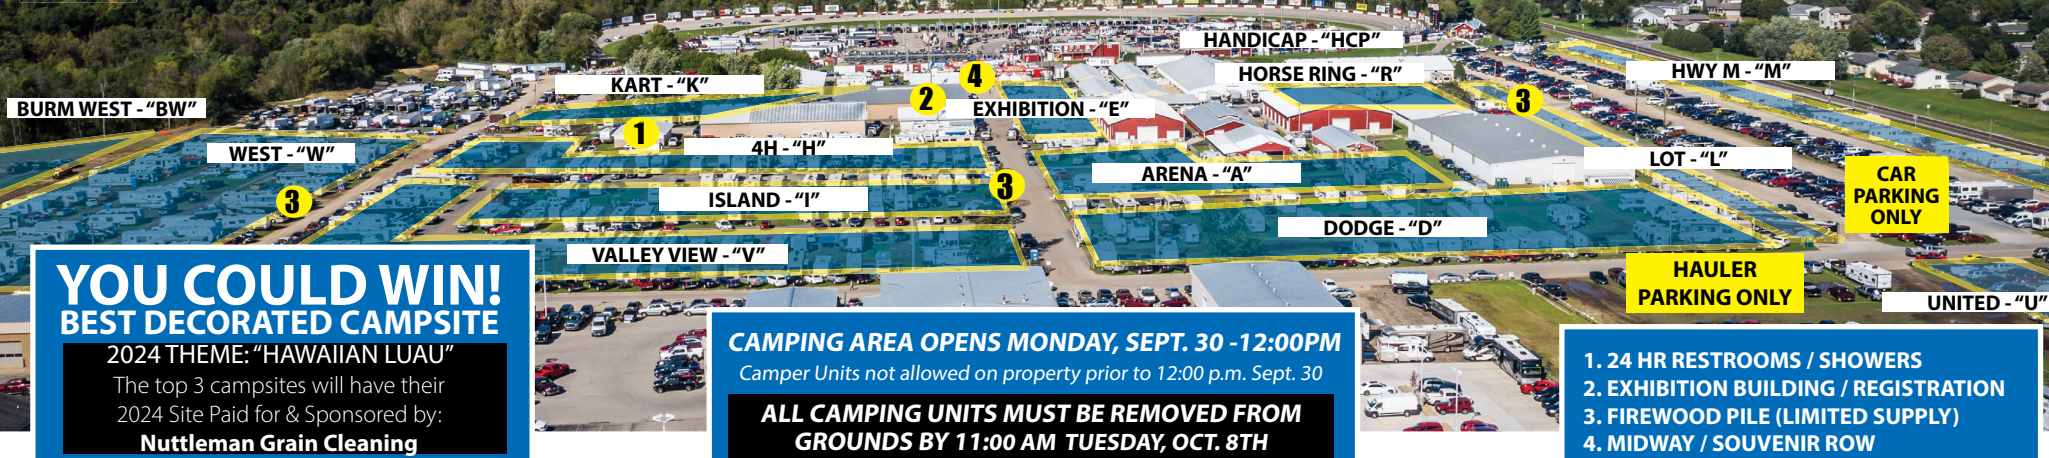 HANDICAP - “HCP”
HORSE RING - “R”
HWY M - “M”
KART - “K”
BURM WEST - “BW”
EXHIBITION - “E”
4
2
3
1
WEST - “W”
4H - “H”
LOT - “L”
ARENA - “A”
CAR
PARKING
ONLY
3
3
ISLAND - “I”
DODGE - “D”
VALLEY VIEW - “V”
HAULER
PARKING ONLY
UNITED - “U”
YOU COULD WIN!
BEST DECORATED CAMPSITE
2024 THEME: “HAWAIIAN LUAU”
The top 3 campsites will have their
2024 Site Paid for & Sponsored by:
Nuttleman Grain Cleaning
CAMPING AREA OPENS MONDAY, SEPT. 30 -12:00PM
Camper Units not allowed on property prior to 12:00 p.m. Sept. 30
ALL CAMPING UNITS MUST BE REMOVED FROM
GROUNDS BY 11:00 AM TUESDAY, OCT. 8TH
1. 24 HR RESTROOMS / SHOWERS
2. EXHIBITION BUILDING / REGISTRATION
3. FIREWOOD PILE (LIMITED SUPPLY)
4. MIDWAY / SOUVENIR ROW